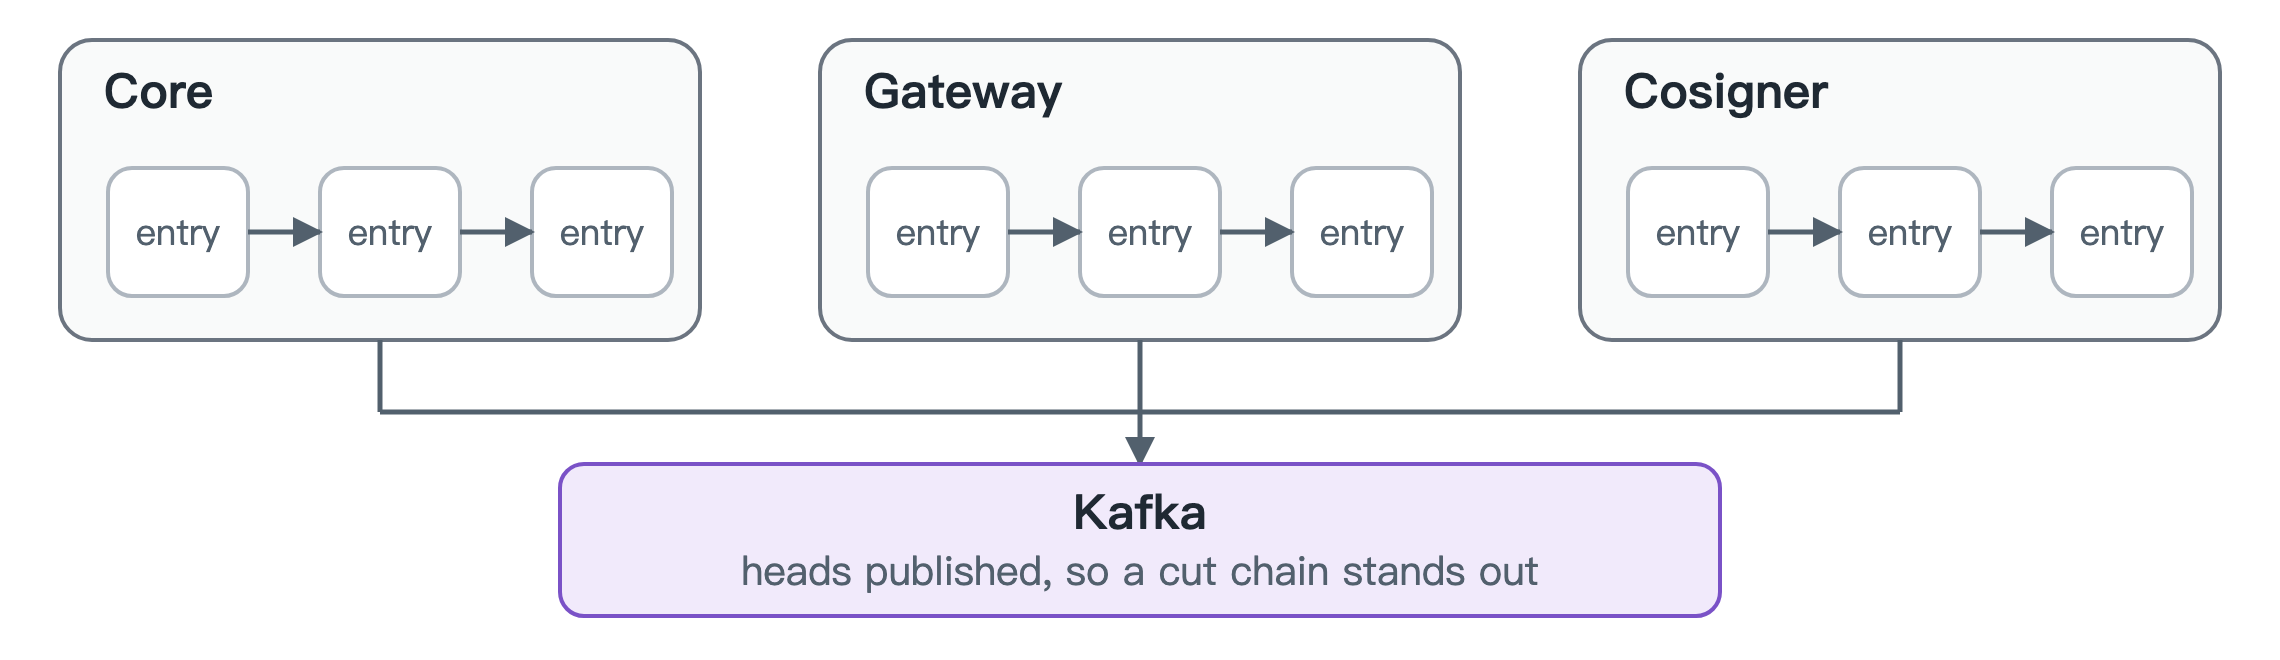 Core
entry
entry
entry
Gateway
entry
entry
entry
Cosigner
entry
entry
entry
Kafka
heads published, so a cut chain stands out